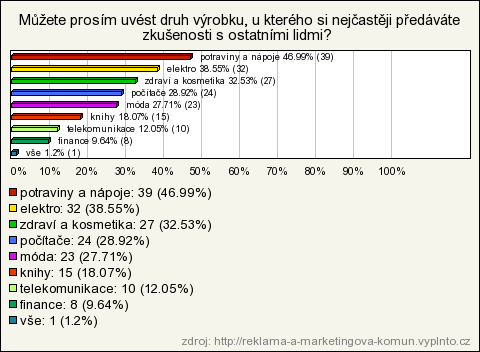 Můžete prosím uvést druh výrobku, u kterého si nejčastěji předáváte
zkušenosti s ostatními lidmi?
potraviny a nápoje 46.99% (39)
elektro 38.55% (32)
zdraví a kosmetika 32.53% (27)
počítače 28.92% (24)
móda 27.71% (23)
knihy 18.07% (15)
telekomunikace 12.05% (10)
finance 9.64% (8)
vše 1.2% (1)
0% 10% 20% 30% 40% 50% 60% 70% 80% 90% 100%
potraviny a nápoje: 39 (46.99%)
elektro: 32 (38.55%)
zdraví a kosmetika: 27 (32.53%)
počítače: 24 (28.92%)
móda: 23 (27.71%)
knihy: 15 (18.07%)
telekomunikace: 10 (12.05%)
finance: 8 (9.64%)
vše: 1 (1.2%)
zdroj: http://reklama-a-marketingova-komun.vyplnto.cz